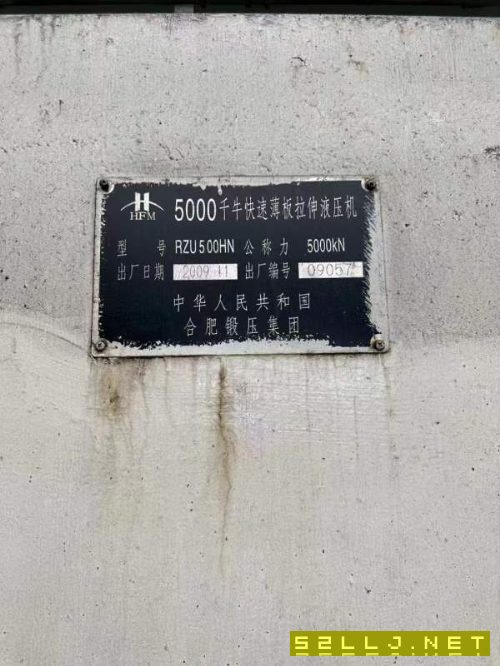 HFM
5000千牛快速薄板拉伸液压机
型 号 RZU500HN 公称力 5000kN
出厂日期 2009 11 出厂编号 09057
中华人民共和国
合肥锻压集团
52LLJ.NET